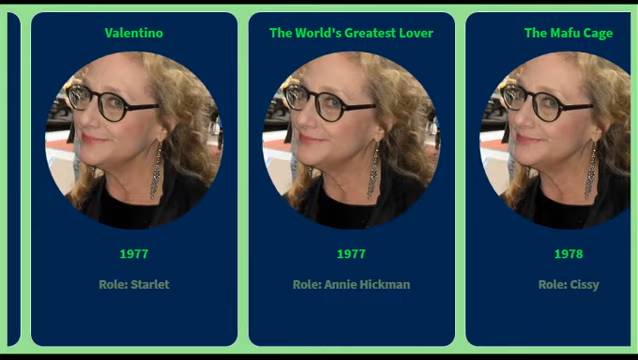 Valentino
1977
Role: Starlet
The World's Greatest Lover
1977
Role: Annie Hickman
The Mafu Cage
1978
Role: Cissy